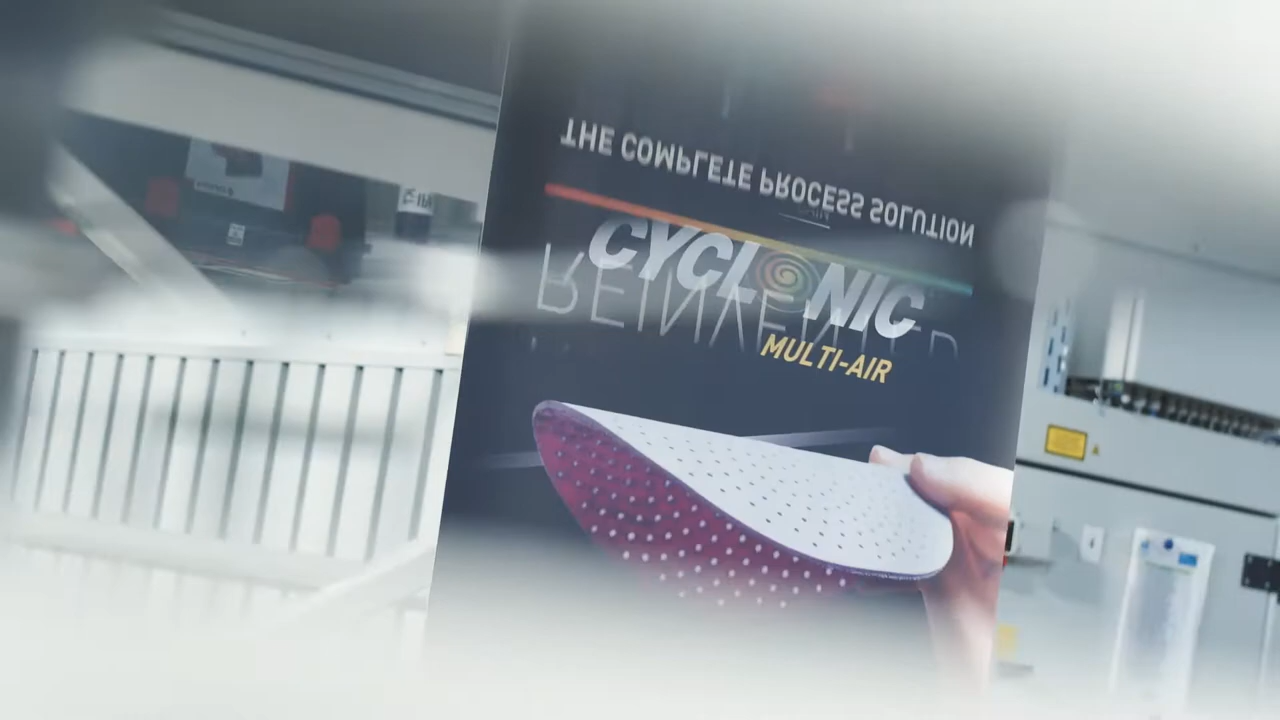 THE COMPLETE PROCESS SOLUTION
CYCLONIC
REINVENTED
MULTI-AIR